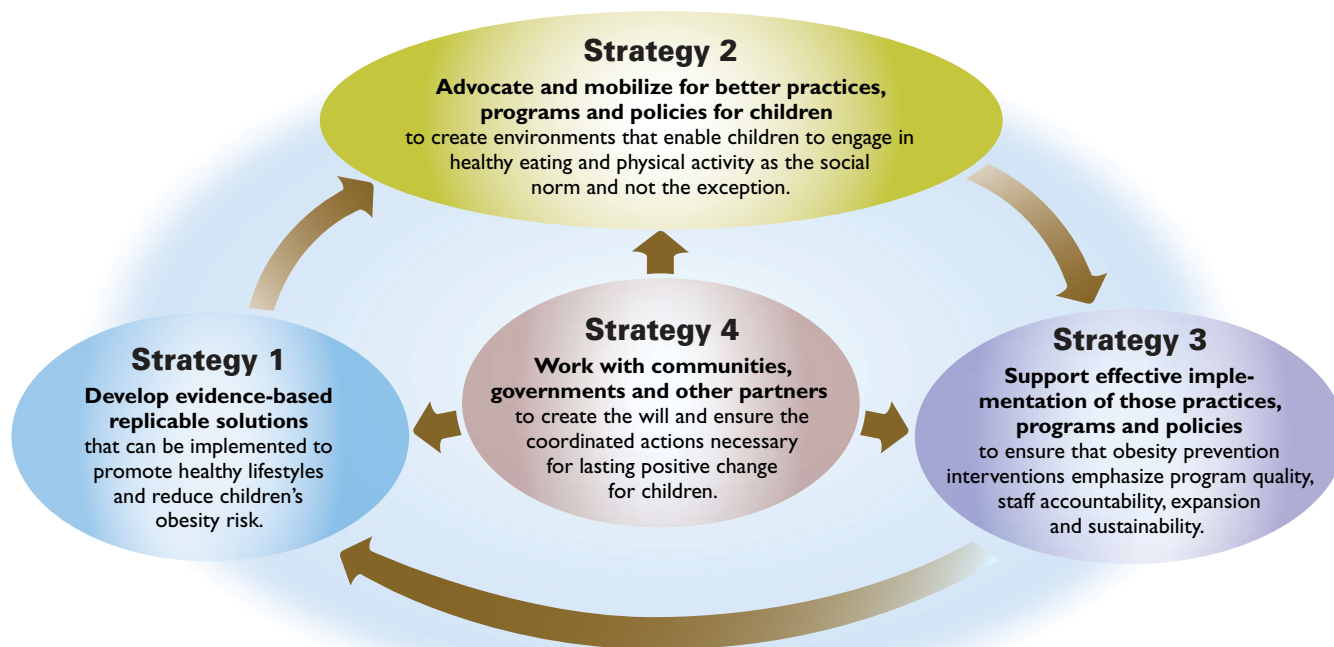 Strategy 2
Advocate and mobilize for better practices,
programs and policies for children
to create environments that enable children to engage in
healthy eating and physical activity as the social
norm and not the exception.
Strategy 1
Develop evidence-based
replicable solutions
that can be implemented to
promote healthy lifestyles
and reduce children’s
obesity risk.
Strategy 4
Work with communities,
governments and other partners
to create the will and ensure the
coordinated actions necessary
for lasting positive change
for children.
Strategy 3
Support effective imple-
mentation of those practices,
programs and policies
to ensure that obesity prevention
interventions emphasize program quality,
staff accountability, expansion
and sustainability.